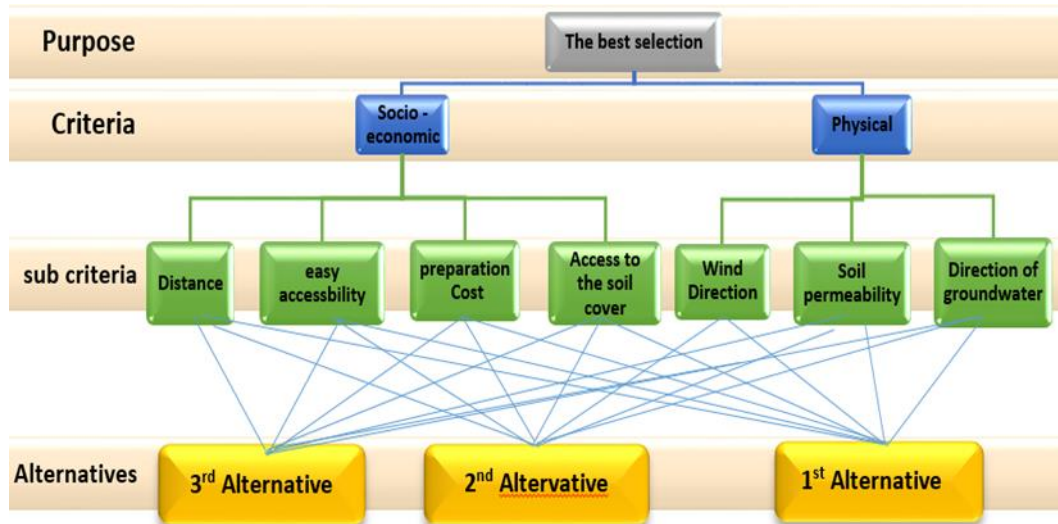 Purpose
The best selection
Criteria
Socio -
economic
Physical
sub criteria
Distance
easy
accessbility
preparation
Cost
Access to
the soil
cover
Wind
Direction
Soil
permeability
Direction of
groundwater
Alternatives
3rd Alternative
2nd Altervative
1st Alternative